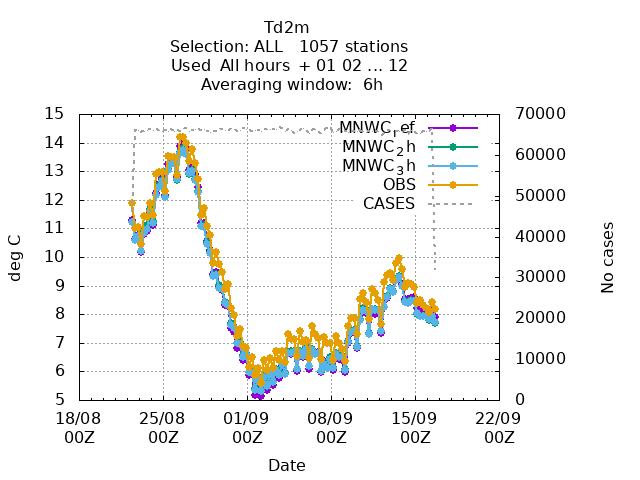 Td2m
Selection: ALL   1057 stations
Used  All hours  + 01 02 ... 12
Averaging window:  6h
deg C
15
14
13
12
11
10
9
8
7
6
5
70000
60000
50000
40000
30000
20000
10000
0
No cases
MNWC_ref
MNWC_2h
MNWC_3h
OBS
CASES
18/08 25/08 01/09 08/09 15/09 22/09
00Z 00Z 00Z 00Z 00Z 00Z
Date